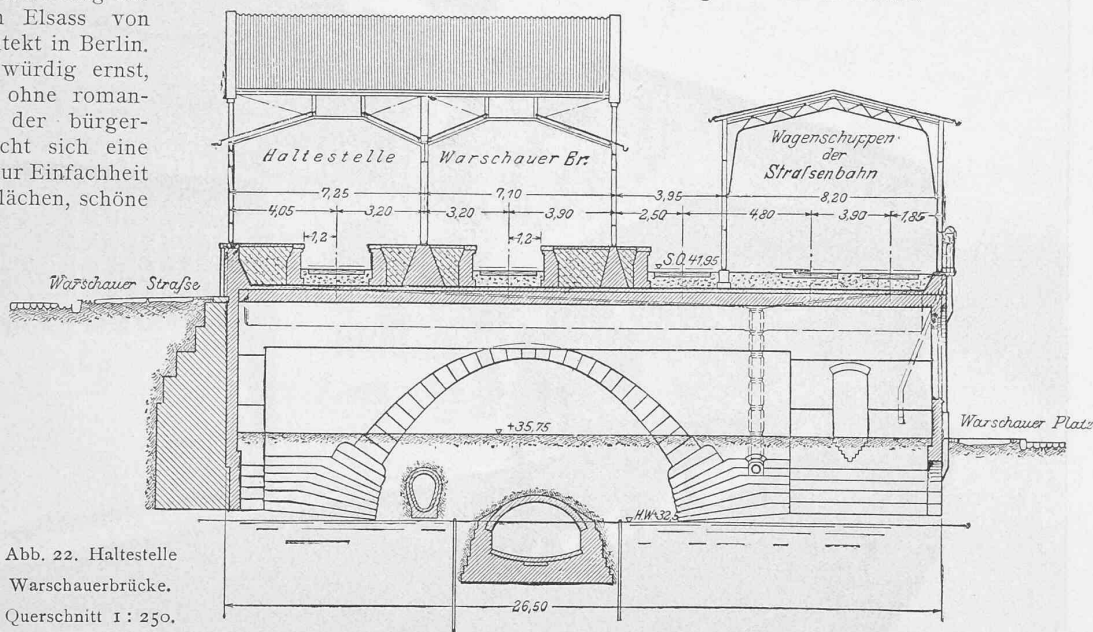 n Elsass von
itekt in Berlin.
würdig ernst,
ohne roman-
der bürger-
cht sich eine
ur Einfachheit
lächen, schöne
Haltestelle Warschauer Br.
Wagenschuppen
der
Straſsenbahn
7,25 7,10 3,95 8,20
4,05 3,20 3,20 3,90 2,50 4,80 3,90 1,85
1,2 1,2
S.O. 41,95
Warschauer Straſse
+35,75
Warschauer Platz
H.W. 32,5
Abb. 22. Haltestelle
Warschauerbrücke.
Querschnitt 1 : 250.
26,50